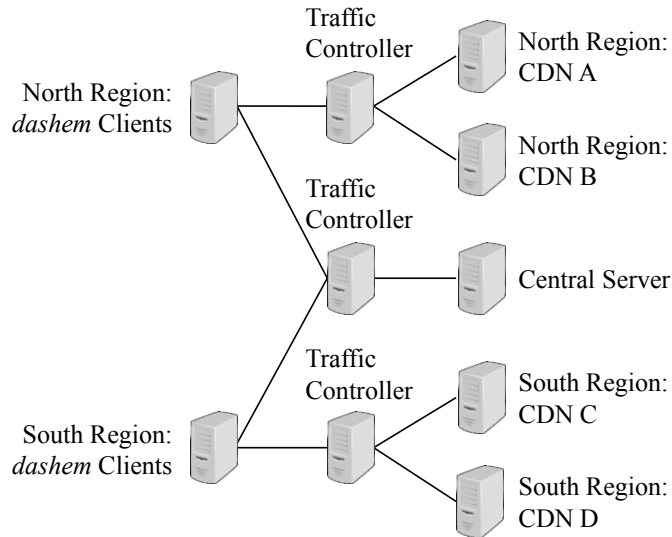 Traffic
Controller
North Region:
CDN A
North Region:
dashem Clients
North Region:
CDN B
Traffic
Controller
Central Server
Traffic
Controller
South Region:
CDN C
South Region:
dashem Clients
South Region:
CDN D